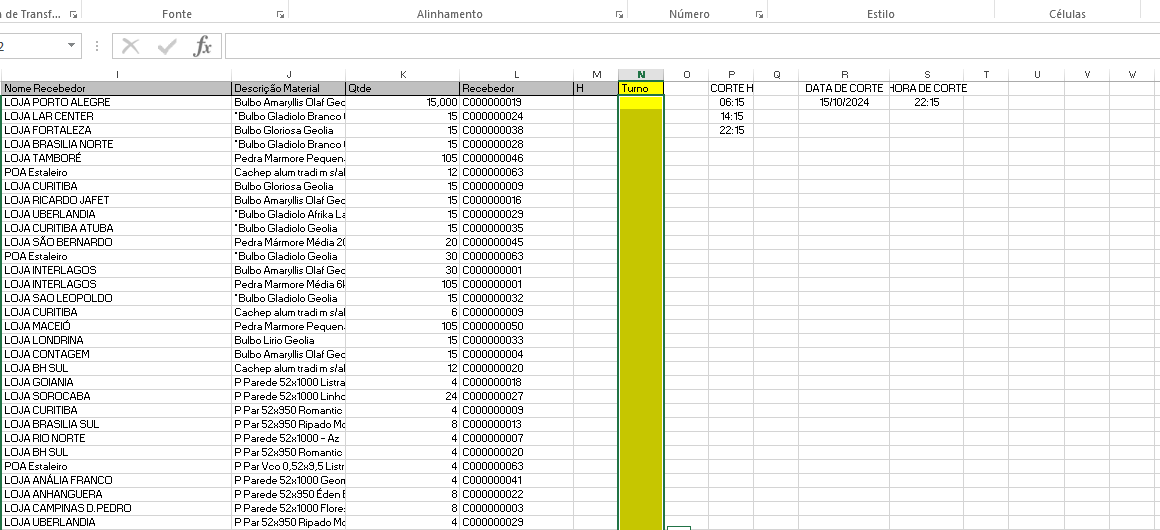 de Transf... Fonte Alinhamento Número Estilo Células
2 fx
I J K L M N O P Q R S T U V W
Nome Recebedor Descrição Material Qtde Recebedor H Turno CORTE H DATA DE CORTE HORA DE CORTE
LOJA PORTO ALEGRE Bulbo Amaryllis Olaf Geo 15,000 C000000019 06:15 15/10/2024 22:15
LOJA LAR CENTER "Bulbo Gladiolo Branco 15 C000000024 14:15
LOJA FORTALEZA Bulbo Gloriosa Geolia 15 C000000038 22:15
LOJA BRASILIA NORTE "Bulbo Gladiolo Branco 15 C000000028
LOJA TAMBORÉ Pedra Marmore Pequen 105 C000000046
POA Estaleiro Cachep alum tradi m s/al 12 C000000063
LOJA CURITIBA Bulbo Gloriosa Geolia 15 C000000009
LOJA RICARDO JAFET Bulbo Amaryllis Olaf Geo 15 C000000016
LOJA UBERLANDIA "Bulbo Gladiolo Afrika La 15 C000000029
LOJA CURITIBA ATUBA "Bulbo Gladiolo Geolia 15 C000000035
LOJA SÃO BERNARDO Pedra Mármore Média 20 20 C000000045
POA Estaleiro "Bulbo Gladiolo Geolia 30 C000000063
LOJA INTERLAGOS Bulbo Amaryllis Olaf Geo 30 C000000001
LOJA INTERLAGOS Pedra Marmore Média 6k 105 C000000001
LOJA SAO LEOPOLDO "Bulbo Gladiolo Geolia 15 C000000032
LOJA CURITIBA Cachep alum tradi m s/al 6 C000000009
LOJA MACEIÓ Pedra Marmore Pequen 105 C000000050
LOJA LONDRINA Bulbo Lirio Geolia 15 C000000033
LOJA CONTAGEM Bulbo Amaryllis Olaf Geo 15 C000000004
LOJA BH SUL Cachep alum tradi m s/al 12 C000000020
LOJA GOIANIA P Parede 52x1000 Listra 4 C000000018
LOJA SOROCABA P Parede 52x1000 Linho 24 C000000027
LOJA CURITIBA P Par 52x950 Romantic 4 C000000009
LOJA BRASILIA SUL P Par 52x950 Ripado Mo 8 C000000013
LOJA RIO NORTE P Parede 52x1000 - Az 4 C000000007
LOJA BH SUL P Par 52x950 Romantic 4 C000000020
POA Estaleiro P Par Vco 0,52x9,5 Listr 4 C000000063
LOJA ANÁLIA FRANCO P Parede 52x1000 Geom 4 C000000041
LOJA ANHANGUERA P Parede 52x950 Éden E 8 C000000022
LOJA CAMPINAS D.PEDRO P Parede 52x1000 Flores 8 C000000003
LOJA UBERLANDIA P Par 52x950 Ripado Mo 4 C000000029